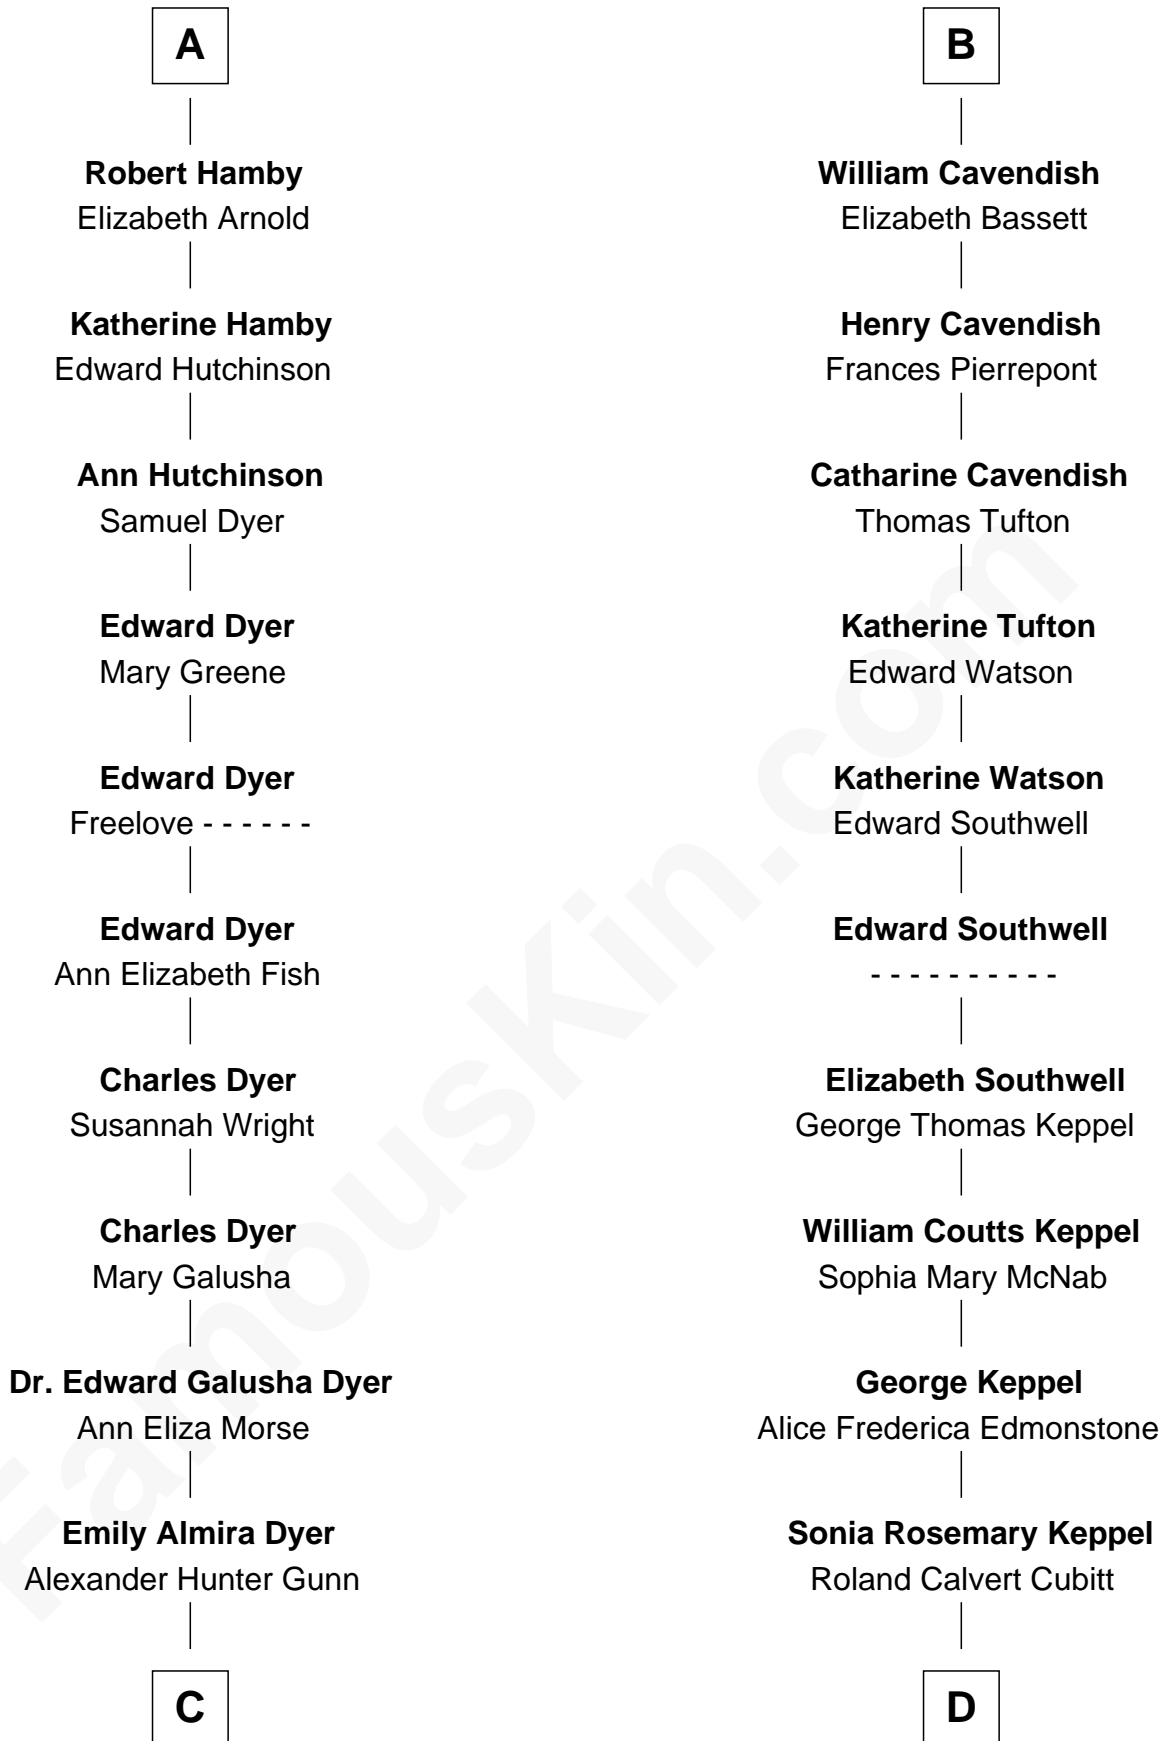 A
Robert Hamby
Elizabeth Arnold
Katherine Hamby
Edward Hutchinson
Ann Hutchinson
Samuel Dyer
Edward Dyer
Mary Greene
Edward Dyer
Freelove - - - - - -
Edward Dyer
Ann Elizabeth Fish
Charles Dyer
Susannah Wright
Charles Dyer
Mary Galusha
Dr. Edward Galusha Dyer
Ann Eliza Morse
Emily Almira Dyer
Alexander Hunter Gunn
C
B
William Cavendish
Elizabeth Bassett
Henry Cavendish
Frances Pierrepont
Catharine Cavendish
Thomas Tufton
Katherine Tufton
Edward Watson
Katherine Watson
Edward Southwell
Edward Southwell
- - - - - - - - - -
Elizabeth Southwell
George Thomas Keppel
William Coutts Keppel
Sophia Mary McNab
George Keppel
Alice Frederica Edmonstone
Sonia Rosemary Keppel
Roland Calvert Cubitt
D
FamousKin.com